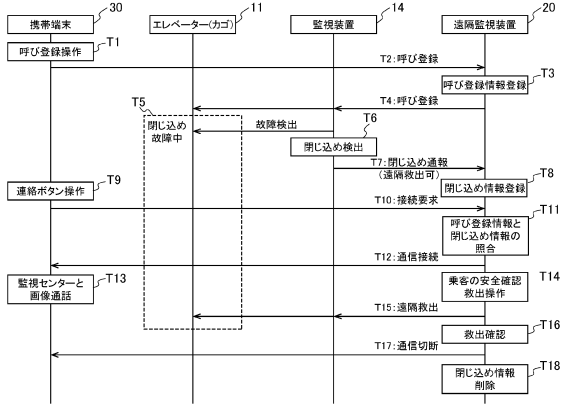 30
11
14
20
携帯端末
エレベーター(カゴ)
監視装置
遠隔監視装置
呼び登録操作
T1
T2:呼び登録
T3
呼び登録情報登録
T4:呼び登録
T5
閉じ込め
故障中
故障検出
T6
閉じ込め検出
T7:閉じ込め通報
(遠隔救出可)
T8
閉じ込め情報登録
T9
連絡ボタン操作
T10:接続要求
T11
呼び登録情報と
閉じ込め情報の
照合
T12:通信接続
T13
監視センターと
画像通話
T14
乗客の安全確認
救出操作
T15:遠隔救出
T16
救出確認
T17:通信切断
T18
閉じ込め情報
削除